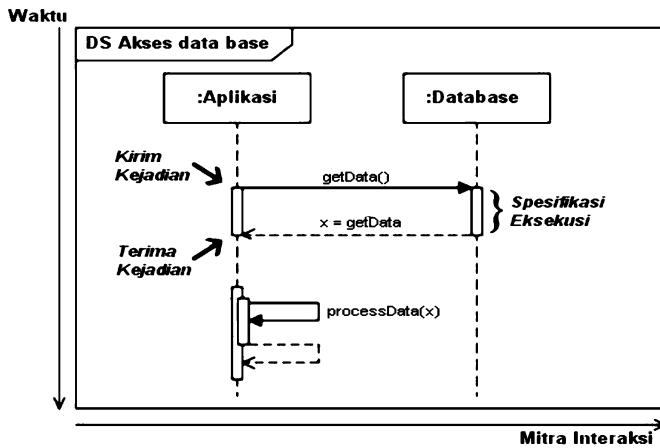 Waktu
DS Akses data base
:Aplikasi
:Database
Kirim
Kejadian
getData()
Spesifikasi
Eksekusi
x = getData
Terima
Kejadian
processData(x)
Mitra Interaksi